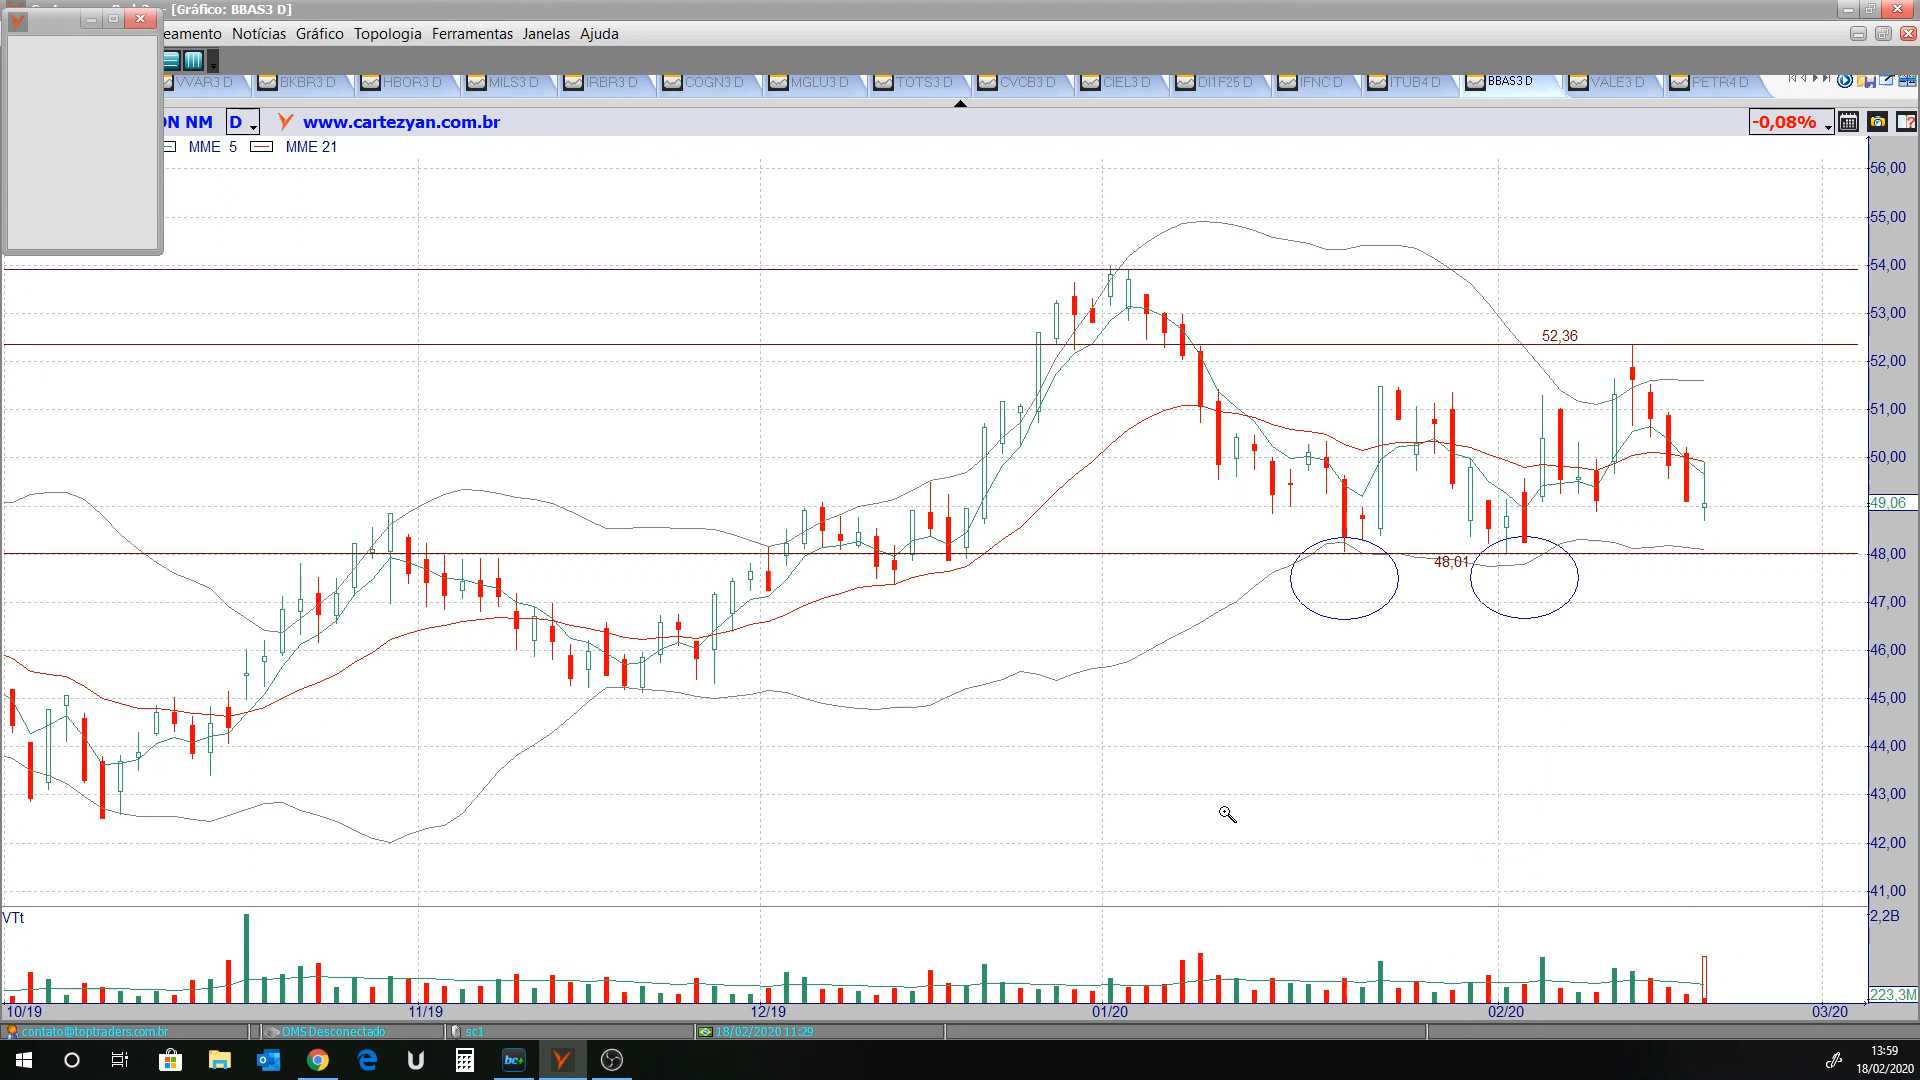 [Gráfico: BBAS3 D]
eamento Notícias Gráfico Topologia Ferramentas Janelas Ajuda
VVAR3 D BKBR3 D HBOR3 D MILS3 D IRBR3 D COGN3 D MGLU3 D TOTS3 D CVCB3 D CIEL3 D DI1F25 D IFNC D ITUB4 D BBAS3 D VALE3 D PETR4 D
ON NM D www.cartezyan.com.br -0,08%
MME 5 MME 21
56,00
55,00
54,00
53,00
52,36
52,00
51,00
50,00
49,06
48,01
48,00
47,00
46,00
45,00
44,00
43,00
42,00
41,00
VTt
2,2B
223,3M
10/19 11/19 12/19 01/20 02/20 03/20
contato@toptraders.com.br OMS Desconectado sc1 18/02/2020 11:29
bc+
13:59
18/02/2020